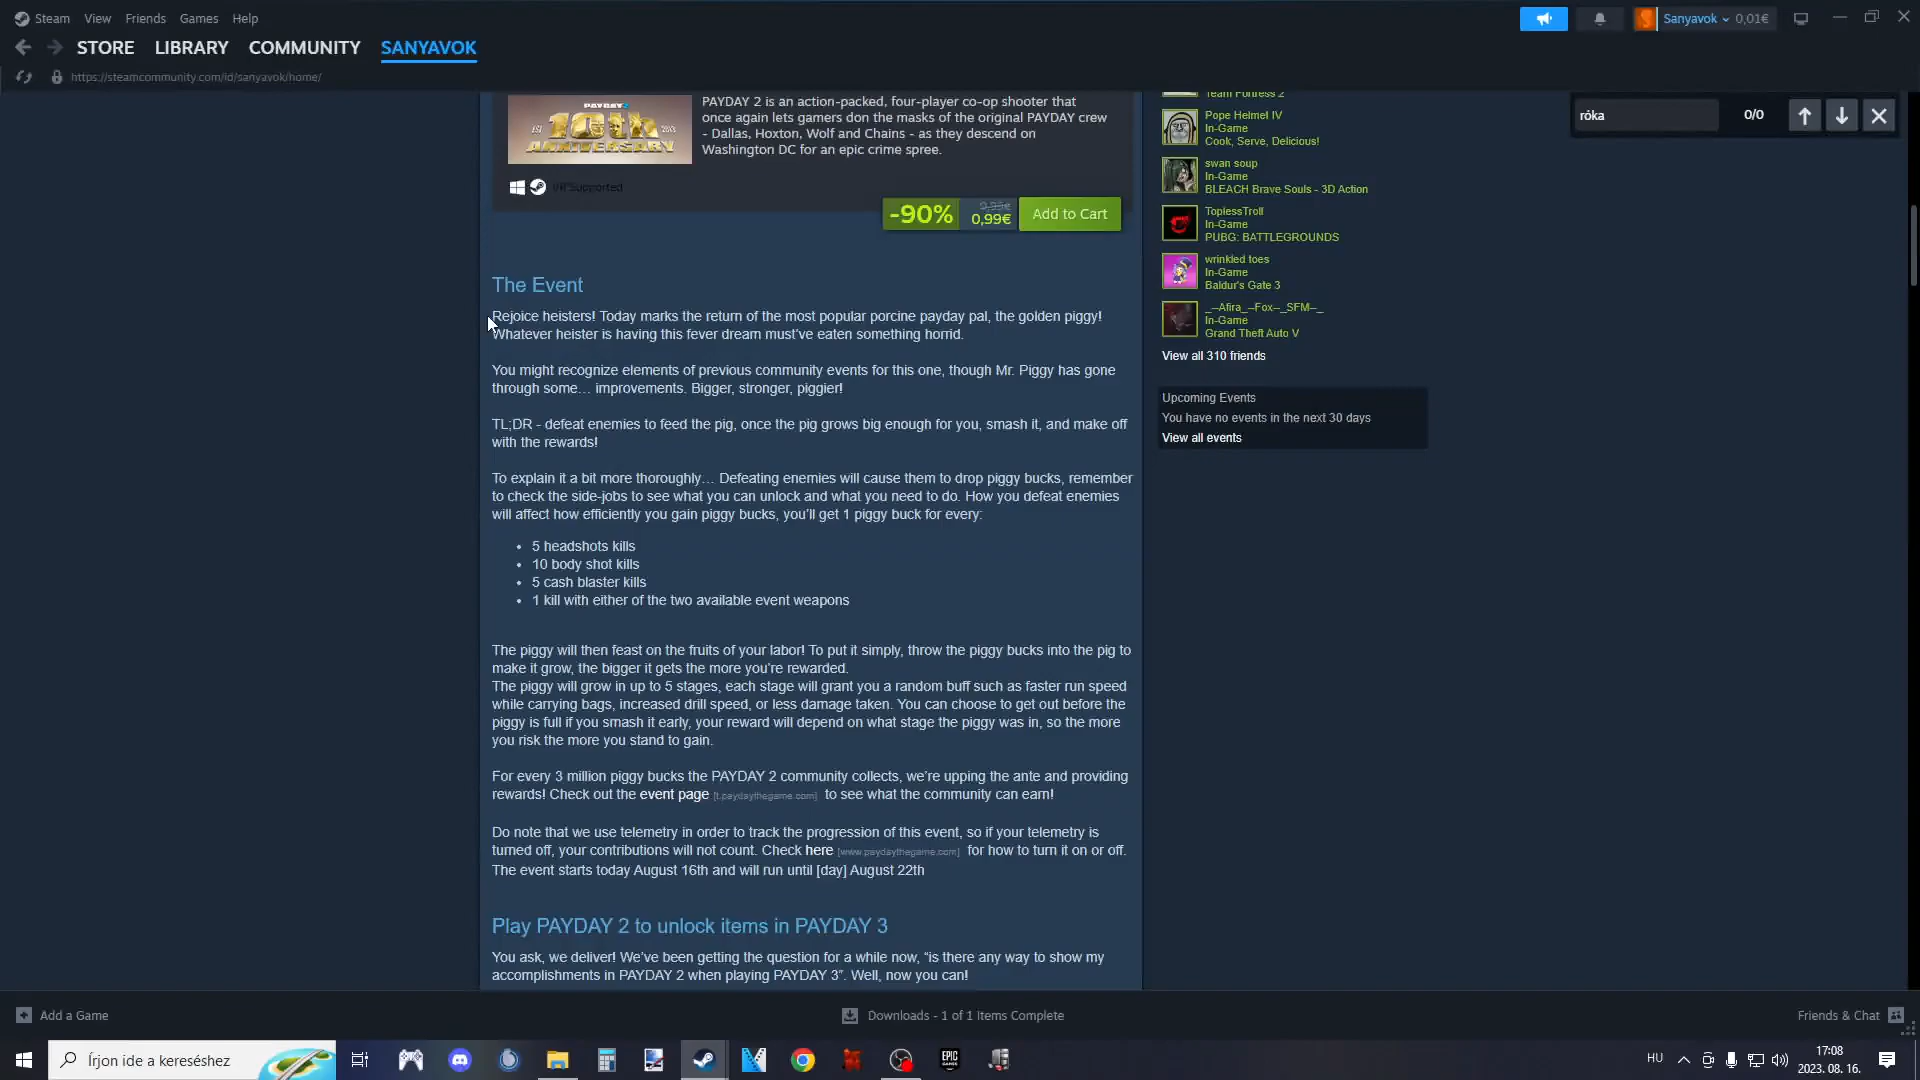 Steam View Friends Games Help
Sanyavok 0,01€
STORE LIBRARY COMMUNITY SANYAVOK
https://steamcommunity.com/id/sanyavok/home/
róka 0/0
PAYDAY 2
10th
ANNIVERSARY
PAYDAY 2 is an action-packed, four-player co-op shooter that
once again lets gamers don the masks of the original PAYDAY crew
- Dallas, Hoxton, Wolf and Chains - as they descend on
Washington DC for an epic crime spree.
VR Supported
-90% 9,99€ 0,99€ Add to Cart
The Event
Rejoice heisters! Today marks the return of the most popular porcine payday pal, the golden piggy!
Whatever heister is having this fever dream must've eaten something horrid.
You might recognize elements of previous community events for this one, though Mr. Piggy has gone
through some… improvements. Bigger, stronger, piggier!
TL;DR - defeat enemies to feed the pig, once the pig grows big enough for you, smash it, and make off
with the rewards!
To explain it a bit more thoroughly… Defeating enemies will cause them to drop piggy bucks, remember
to check the side-jobs to see what you can unlock and what you need to do. How you defeat enemies
will affect how efficiently you gain piggy bucks, you'll get 1 piggy buck for every:
• 5 headshots kills
• 10 body shot kills
• 5 cash blaster kills
• 1 kill with either of the two available event weapons
The piggy will then feast on the fruits of your labor! To put it simply, throw the piggy bucks into the pig to
make it grow, the bigger it gets the more you're rewarded.
The piggy will grow in up to 5 stages, each stage will grant you a random buff such as faster run speed
while carrying bags, increased drill speed, or less damage taken. You can choose to get out before the
piggy is full if you smash it early, your reward will depend on what stage the piggy was in, so the more
you risk the more you stand to gain.
For every 3 million piggy bucks the PAYDAY 2 community collects, we're upping the ante and providing
rewards! Check out the event page [t.paydaythegame.com] to see what the community can earn!
Do note that we use telemetry in order to track the progression of this event, so if your telemetry is
turned off, your contributions will not count. Check here [www.paydaythegame.com] for how to turn it on or off.
The event starts today August 16th and will run until [day] August 22th
Play PAYDAY 2 to unlock items in PAYDAY 3
You ask, we deliver! We've been getting the question for a while now, “is there any way to show my
accomplishments in PAYDAY 2 when playing PAYDAY 3”. Well, now you can!
Team Fortress 2
Pope Helmet IV
In-Game
Cook, Serve, Delicious!
swan soup
In-Game
BLEACH Brave Souls - 3D Action
TopiessTroll
In-Game
PUBG: BATTLEGROUNDS
wrinkled toes
In-Game
Baldur's Gate 3
_--Afira_--Fox--_SFM--_
In-Game
Grand Theft Auto V
View all 310 friends
Upcoming Events
You have no events in the next 30 days
View all events
Add a Game
Downloads - 1 of 1 Items Complete
Friends & Chat
Írjon ide a kereséshez
EPIC
GAMES
HU
17:08
2023. 08. 16.